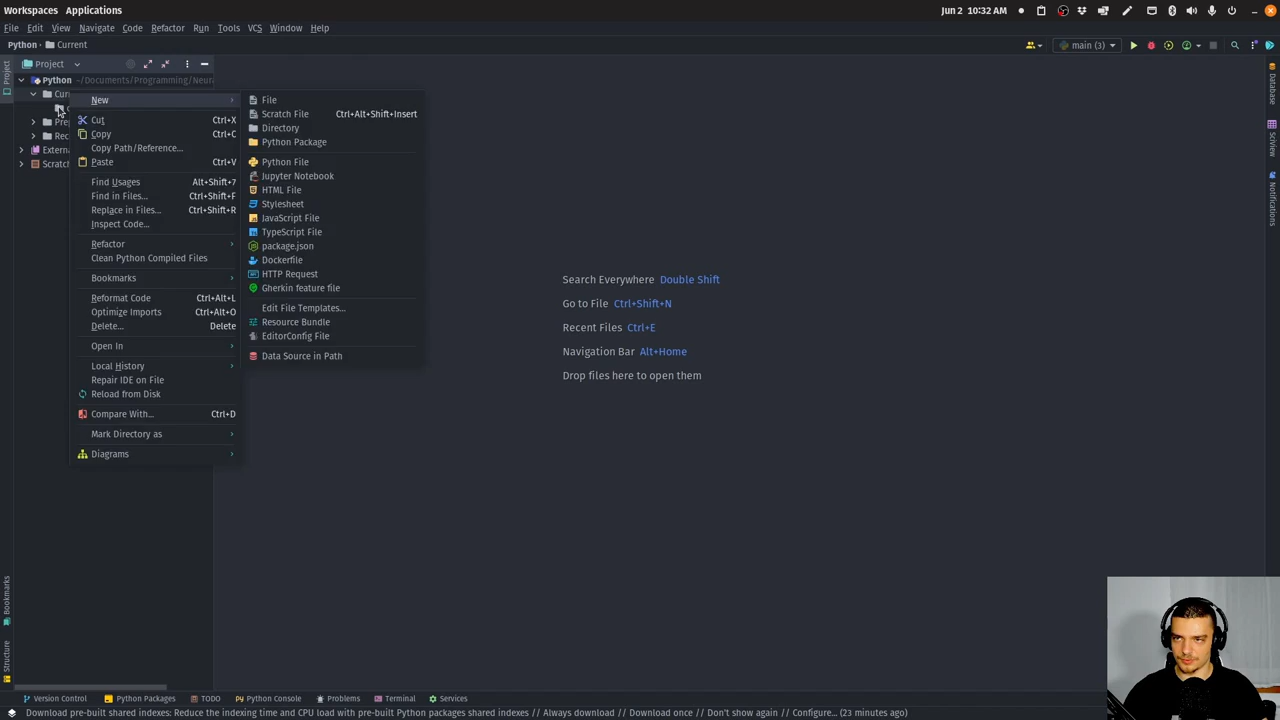 Workspaces Applications
Jun 2 10:32 AM
File Edit View Navigate Code Refactor Run Tools VCS Window Help
Python Current
main (3)
Project
Project
Python ~/Documents/Programming/Neur
New
Cut Ctrl+X
Copy Ctrl+C
Copy Path/Reference...
Paste Ctrl+V
Find Usages Alt+Shift+7
Find in Files... Ctrl+Shift+F
Replace in Files... Ctrl+Shift+R
Inspect Code...
Refactor
Clean Python Compiled Files
Bookmarks
Reformat Code Ctrl+Alt+L
Optimize Imports Ctrl+Alt+O
Delete... Delete
Open In
Local History
Repair IDE on File
Reload from Disk
Compare With... Ctrl+D
Mark Directory as
Diagrams
File
Scratch File Ctrl+Alt+Shift+Insert
Directory
Python Package
Python File
Jupyter Notebook
HTML File
Stylesheet
JavaScript File
TypeScript File
package.json
Dockerfile
HTTP Request
Gherkin feature file
Edit File Templates...
Resource Bundle
EditorConfig File
Data Source in Path
Search Everywhere Double Shift
Go to File Ctrl+Shift+N
Recent Files Ctrl+E
Navigation Bar Alt+Home
Drop files here to open them
Database
SciView
Notifications
Bookmarks
Structure
Version Control Python Packages TODO Python Console Problems Terminal Services
Download pre-built shared indexes: Reduce the indexing time and CPU load with pre-built Python packages shared indexes // Always download // Download once // Don't show again // Configure... (23 minutes ago)